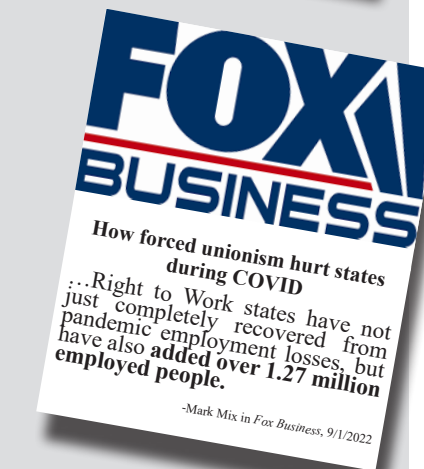 FOX
BUSINESS
How forced unionism hurt states
during COVID
…Right to Work states have not
just completely recovered from
pandemic employment losses, but
have also added over 1.27 million
employed people.
-Mark Mix in Fox Business, 9/1/2022